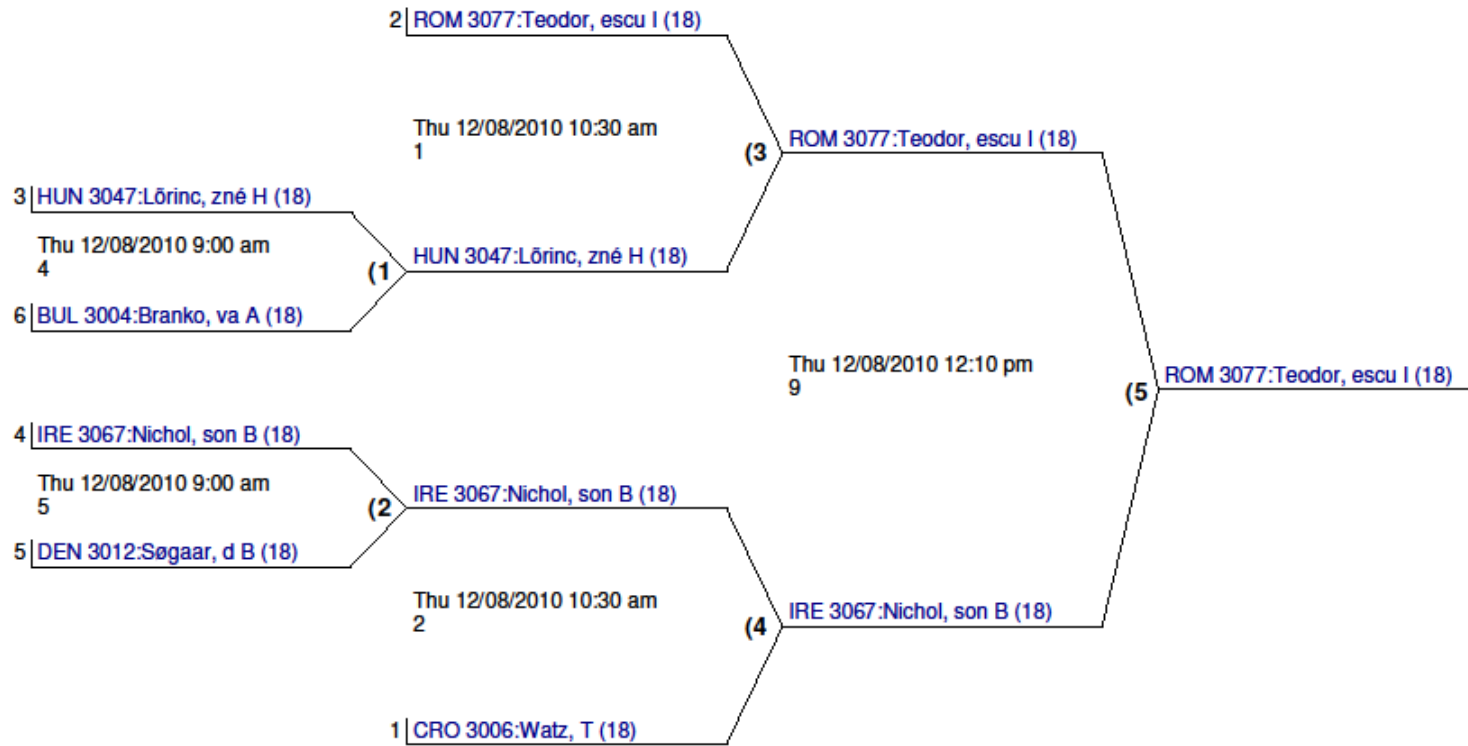 2 ROM 3077:Teodor, escu I (18)
Thu 12/08/2010 10:30 am
1
(3
ROM 3077:Teodor, escu I (18)
3 HUN 3047:Lõrinc, zné H (18)
Thu 12/08/2010 9:00 am
4
(1
HUN 3047:Lõrinc, zné H (18)
6 BUL 3004:Branko, va A (18)
Thu 12/08/2010 12:10 pm
9
(5
ROM 3077:Teodor, escu I (18)
4 IRE 3067:Nichol, son B (18)
Thu 12/08/2010 9:00 am
5
(2
IRE 3067:Nichol, son B (18)
5 DEN 3012:Søgaar, d B (18)
Thu 12/08/2010 10:30 am
2
(4
IRE 3067:Nichol, son B (18)
1 CRO 3006:Watz, T (18)